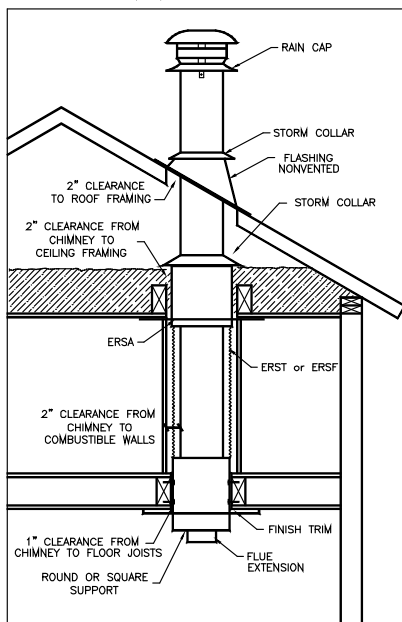 RAIN CAP
STORM COLLAR
FLASHING
NONVENTED
2" CLEARANCE
TO ROOF FRAMING
STORM COLLAR
2" CLEARANCE FROM
CHIMNEY TO
CEILING FRAMING
ERSA
ERST or ERSF
2" CLEARANCE FROM
CHIMNEY TO
COMBUSTIBLE WALLS
FINISH TRIM
1" CLEARANCE FROM
CHIMNEY TO FLOOR JOISTS
FLUE
EXTENSION
ROUND OR SQUARE
SUPPORT